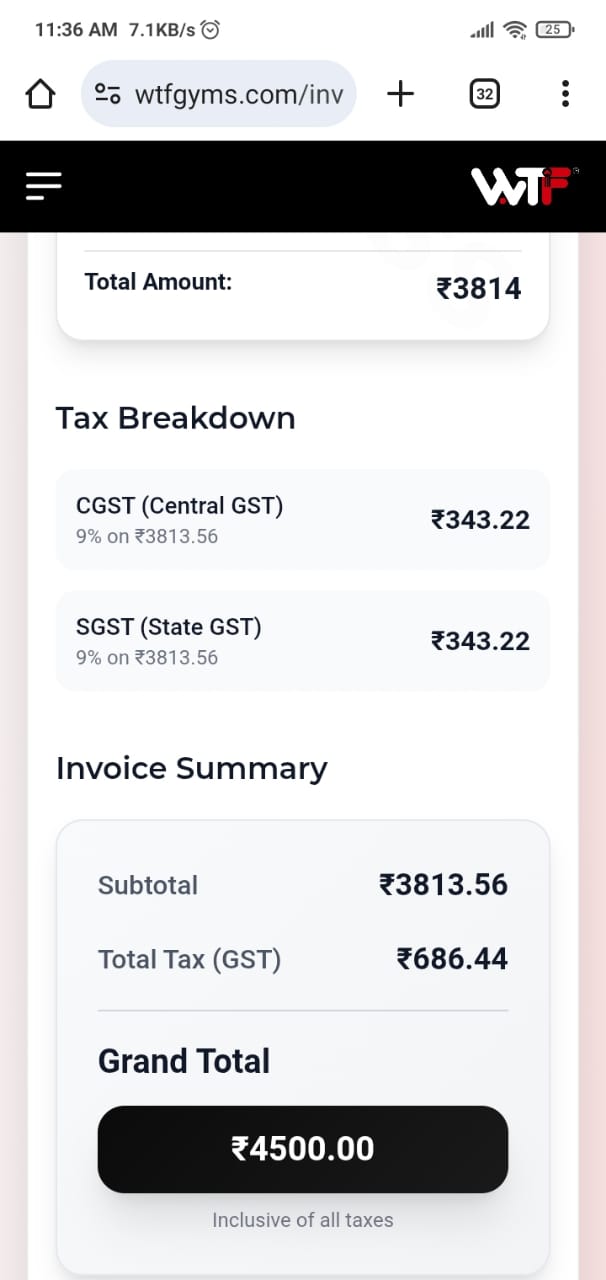 11:36 AM 7.1KB/s
25
wtfgyms.com/inv
32
WTF
Total Amount:
₹3814
Tax Breakdown
CGST (Central GST)
₹343.22
9% on ₹3813.56
SGST (State GST)
₹343.22
9% on ₹3813.56
Invoice Summary
Subtotal
₹3813.56
Total Tax (GST)
₹686.44
Grand Total
₹4500.00
Inclusive of all taxes